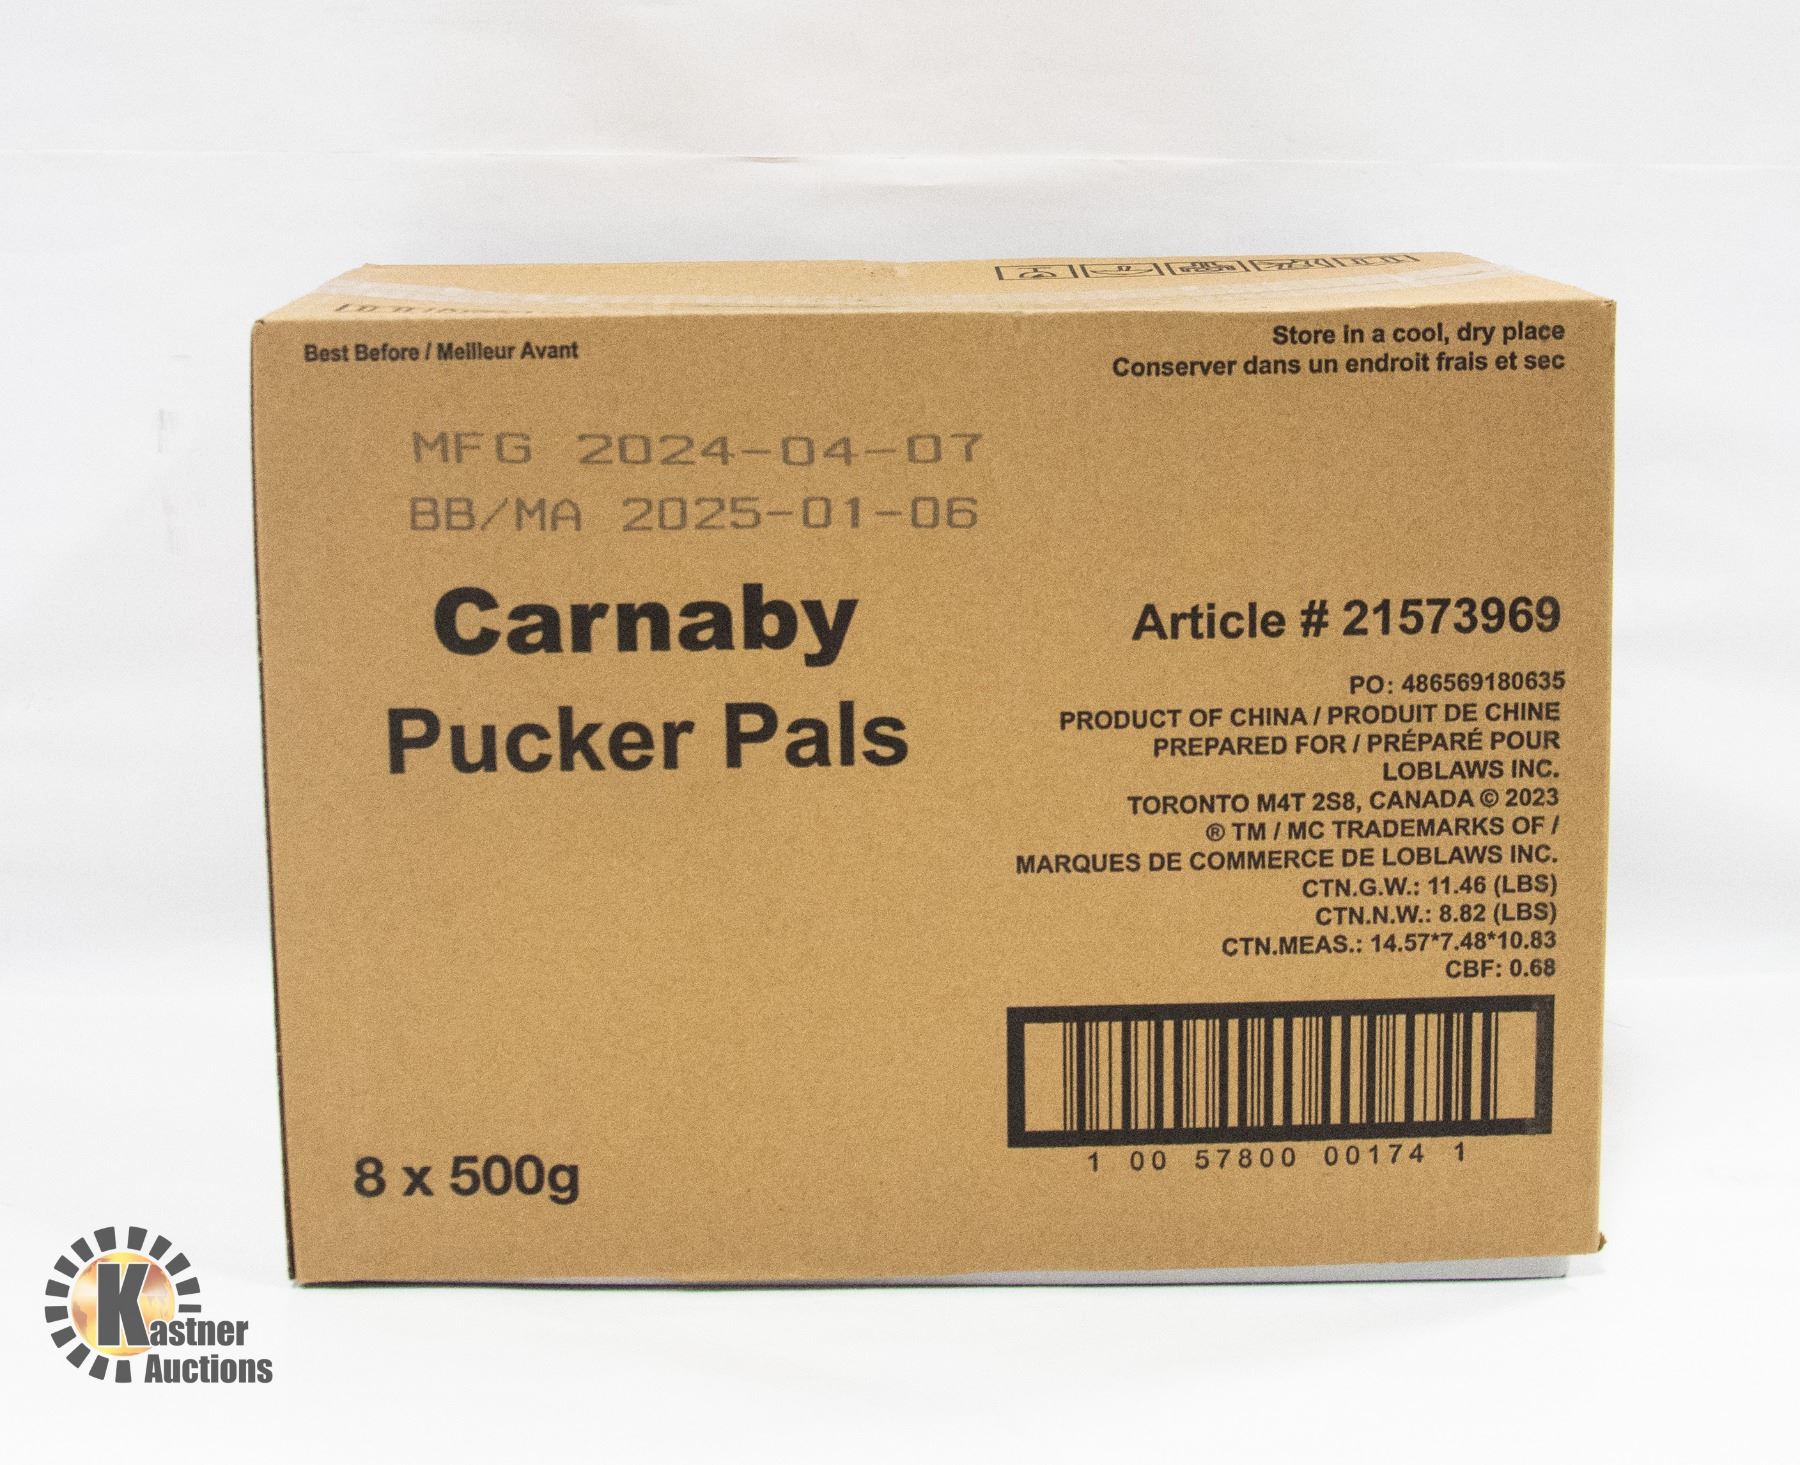 Best Before / Meilleur Avant
Store in a cool, dry place
Conserver dans un endroit frais et sec
MFG 2024-04-07
BB/MA 2025-01-06
Carnaby
Pucker Pals
Article # 21573969
PO: 486569180635
PRODUCT OF CHINA / PRODUIT DE CHINE
PREPARED FOR / PRÉPARÉ POUR
LOBLAWS INC.
TORONTO M4T 2S8, CANADA © 2023
® TM / MC TRADEMARKS OF /
MARQUES DE COMMERCE DE LOBLAWS INC.
CTN.G.W.: 11.46 (LBS)
CTN.N.W.: 8.82 (LBS)
CTN.MEAS.: 14.57*7.48*10.83
CBF: 0.68
1 00 57800 00174 1
8 x 500g
Kastner
Auctions